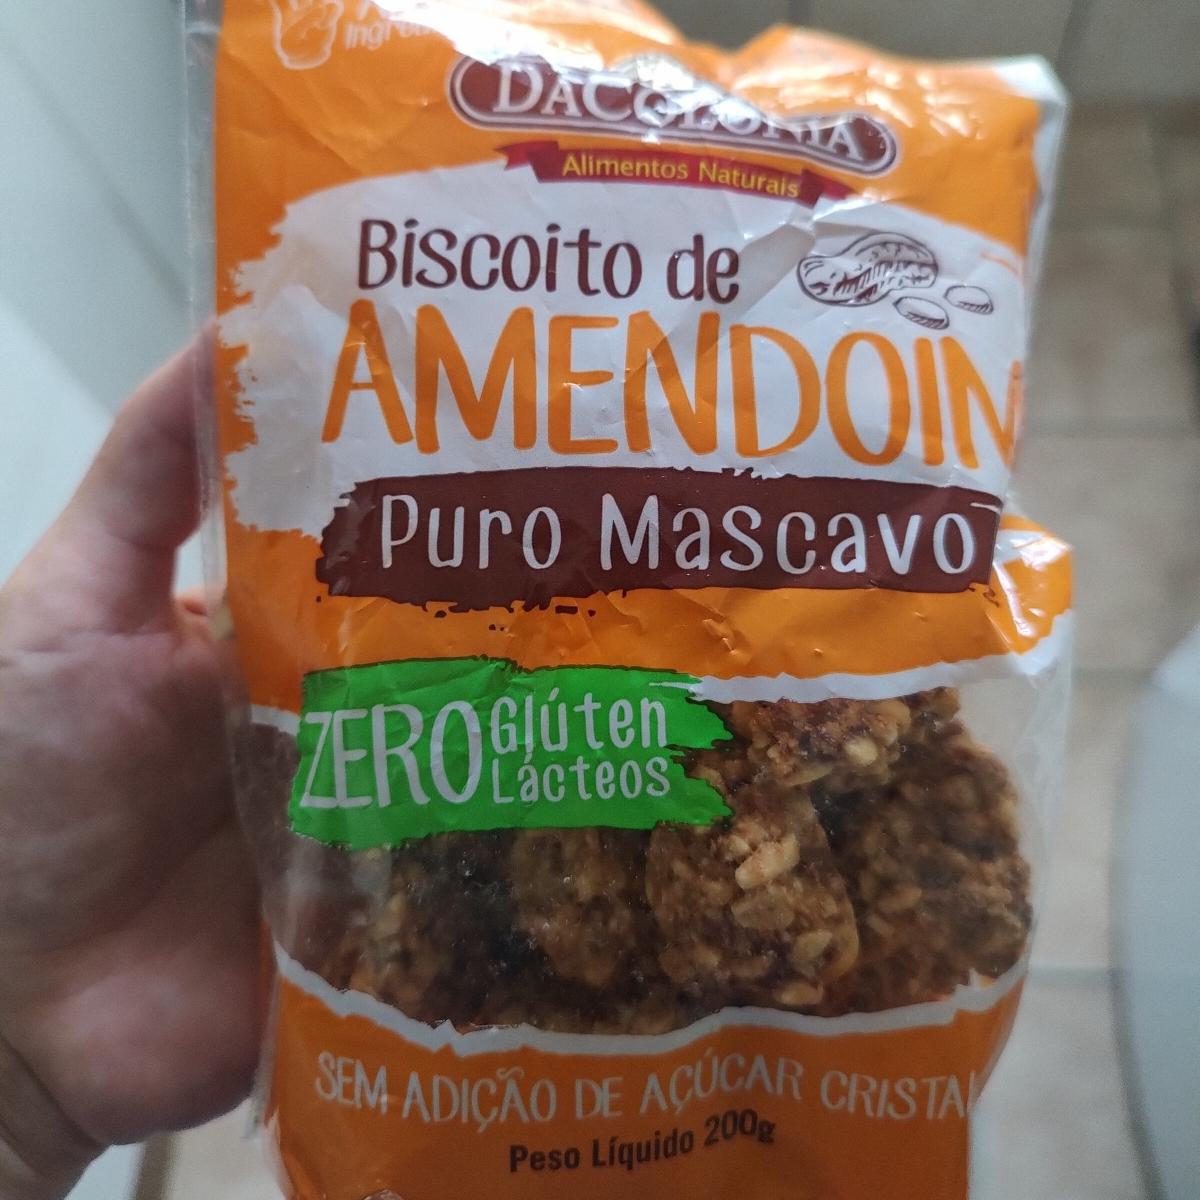 DaColônia
Alimentos Naturais
Biscoito de
AMENDOIM
Puro Mascavo
ZERO Glúten
Lácteos
SEM ADIÇÃO DE AÇÚCAR CRISTAL
Peso Líquido 200g